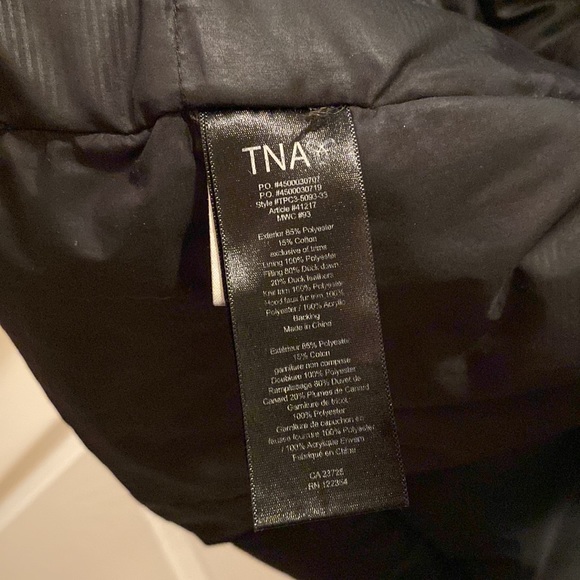 TNA*
P.O. #4500030707
P.O. #4500030719
Style #TPC3-5093-33
Article #41217
MWC #93
Exterior 85% Polyester
15% Cotton
exclusive of trims
Lining 100% Polyester
Filling 80% Duck down
20% Duck feathers
Knit trim 100% Polyester
Hood faux fur trim 100%
Polyester / 100% Acrylic
Backing
Made in China
Extérieur 85% Polyester
15% Coton
garniture non compose
Doublure 100% Polyester
Remplissage 80% Duvet de
Canard 20% Plumes de Canard
Garniture de tricot
100% Polyester
Garniture de capuchon en
fausse fourrure 100% Polyester
/ 100% Acrylique Envers
Fabriqué en China
CA 23725
RN 122354